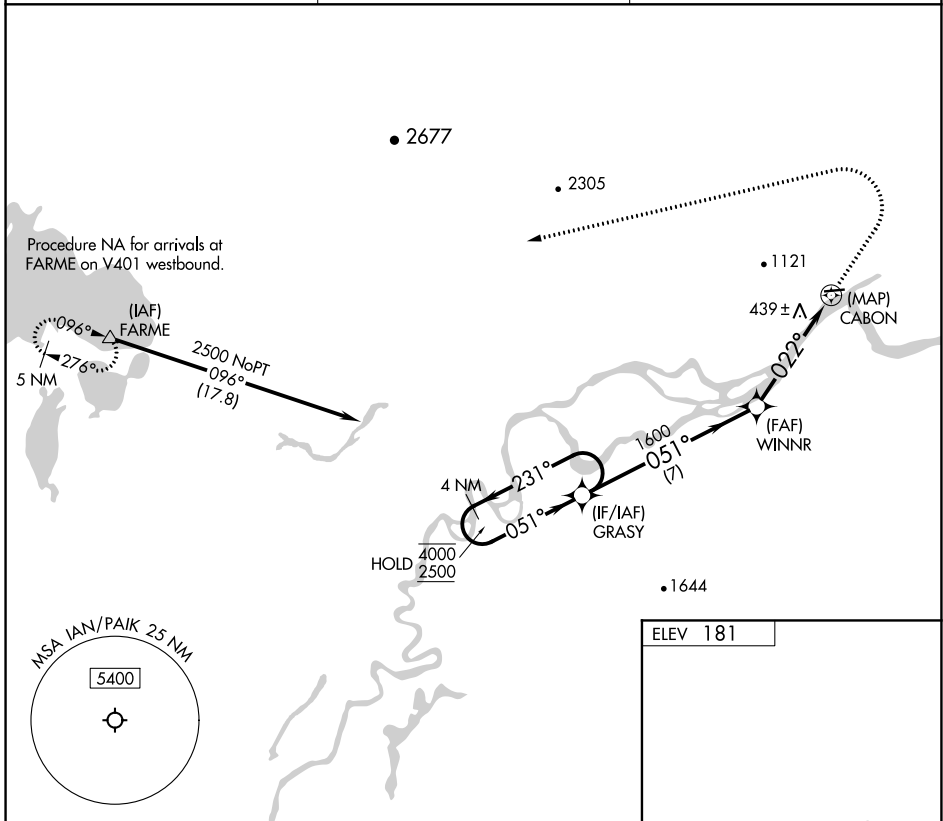 2677
2305
Procedure NA for arrivals at
FARME on V401 westbound.
1121
439 ±
(MAP)
CABON
(IAF)
FARME
096°
276°
5 NM
2500 NoPT
096°
(17.8)
022°
(FAF)
WINNR
1600
051°
(7)
4 NM
231°
051°
(IF/IAF)
GRASY
HOLD 4000
2500
1644
MSA IAN/PAIK 25 NM
5400
ELEV 181